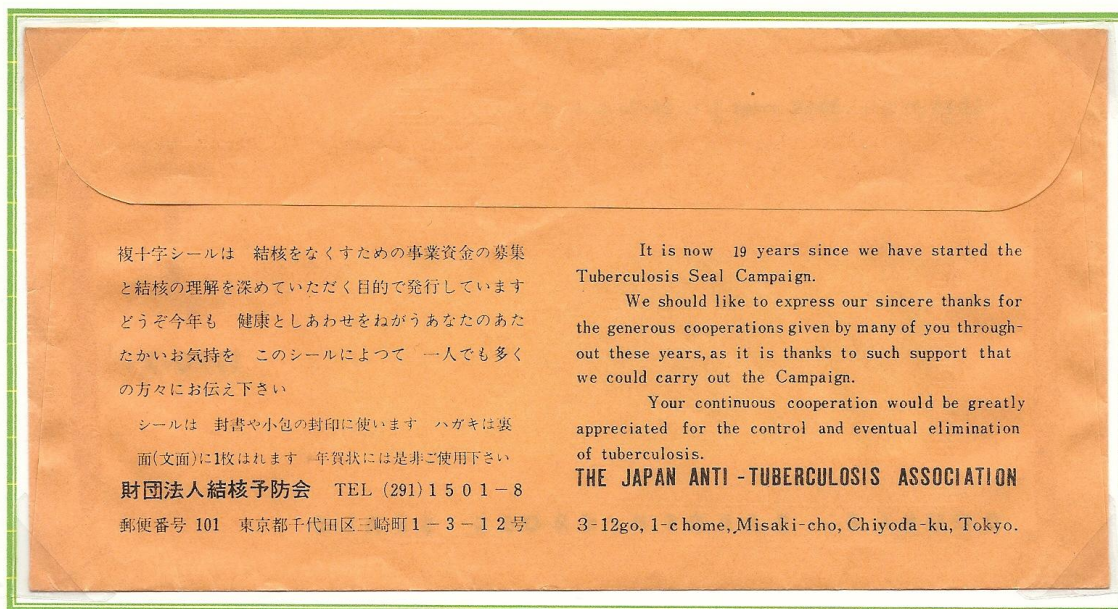 複十字シールは　結核をなくすための事業資金の募集
と結核の理解を深めていただく目的で発行しています
どうぞ今年も　健康としあわせをねがうあなたのあた
たかいお気持を　このシールによつて　一人でも多く
の方々にお伝え下さい
シールは　封書や小包の封印に使います　ハガキは裏
面(文面)に1枚はれます　年賀状には是非ご使用下さい
財団法人結核予防会　TEL (291) 1501−8
郵便番号 101　東京都千代田区三崎町1−3−12号
It is now 19 years since we have started the
Tuberculosis Seal Campaign.
We should like to express our sincere thanks for
the generous cooperations given by many of you through-
out these years, as it is thanks to such support that
we could carry out the Campaign.
Your continuous cooperation would be greatly
appreciated for the control and eventual elimination
of tuberculosis.
THE JAPAN ANTI-TUBERCULOSIS ASSOCIATION
3-12go, 1-chome, Misaki-cho, Chiyoda-ku, Tokyo.